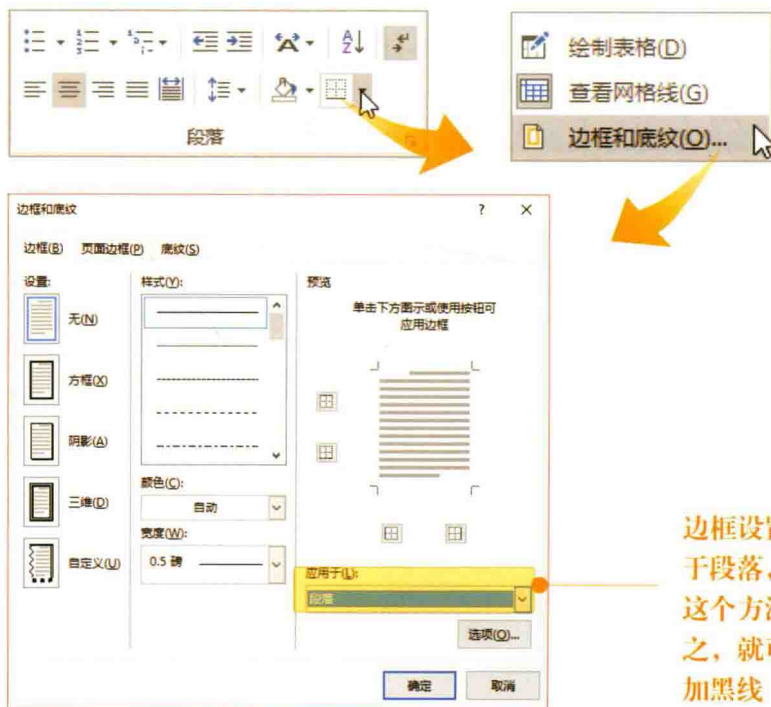 段落
绘制表格(D)
查看网格线(G)
边框和底纹(O)...
边框和底纹
? ×
边框(B) 页面边框(P) 底纹(S)
设置:
无(N)
方框(X)
阴影(A)
三维(D)
自定义(U)
样式(Y):
颜色(C):
自动
宽度(W):
0.5 磅
预览
单击下方图示或使用按钮可
应用边框
应用于(L):
段落
选项(O)...
确定
取消
边框设
于段落，
这个方
之，就
加黑线